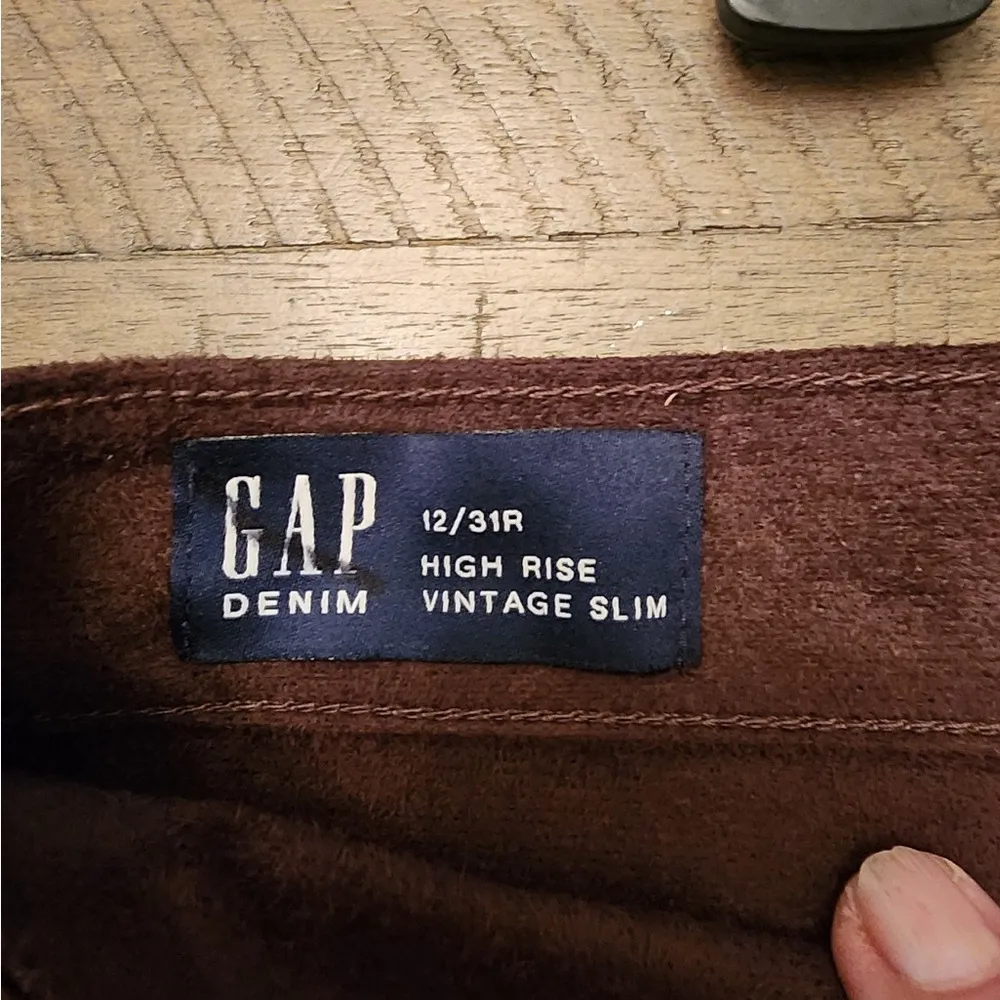 GAP
DENIM
12/31R
HIGH RISE
VINTAGE SLIM